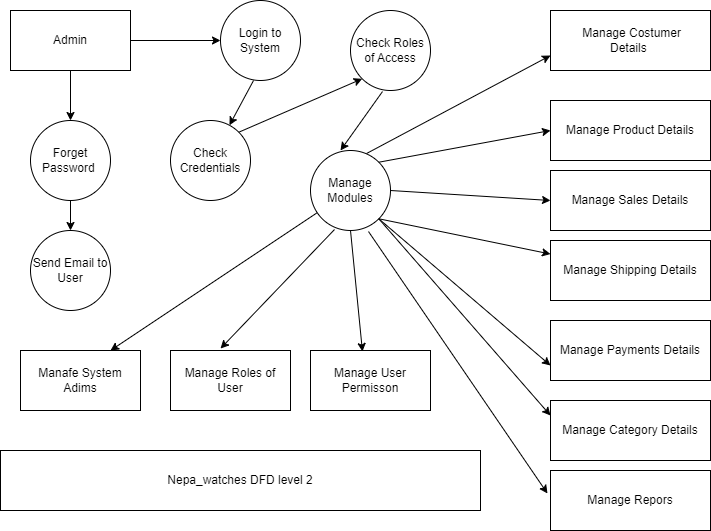 Admin
Login to
System
Check Roles
of Access
Manage Costumer
Details
Forget
Password
Check
Credentials
Manage Product Details
Manage
Modules
Manage Sales Details
Send Email to
User
Manage Shipping Details
Manafe System
Adims
Manage Roles of
User
Manage User
Permisson
Manage Payments Details
Manage Category Details
Nepa_watches DFD level 2
Manage Repors